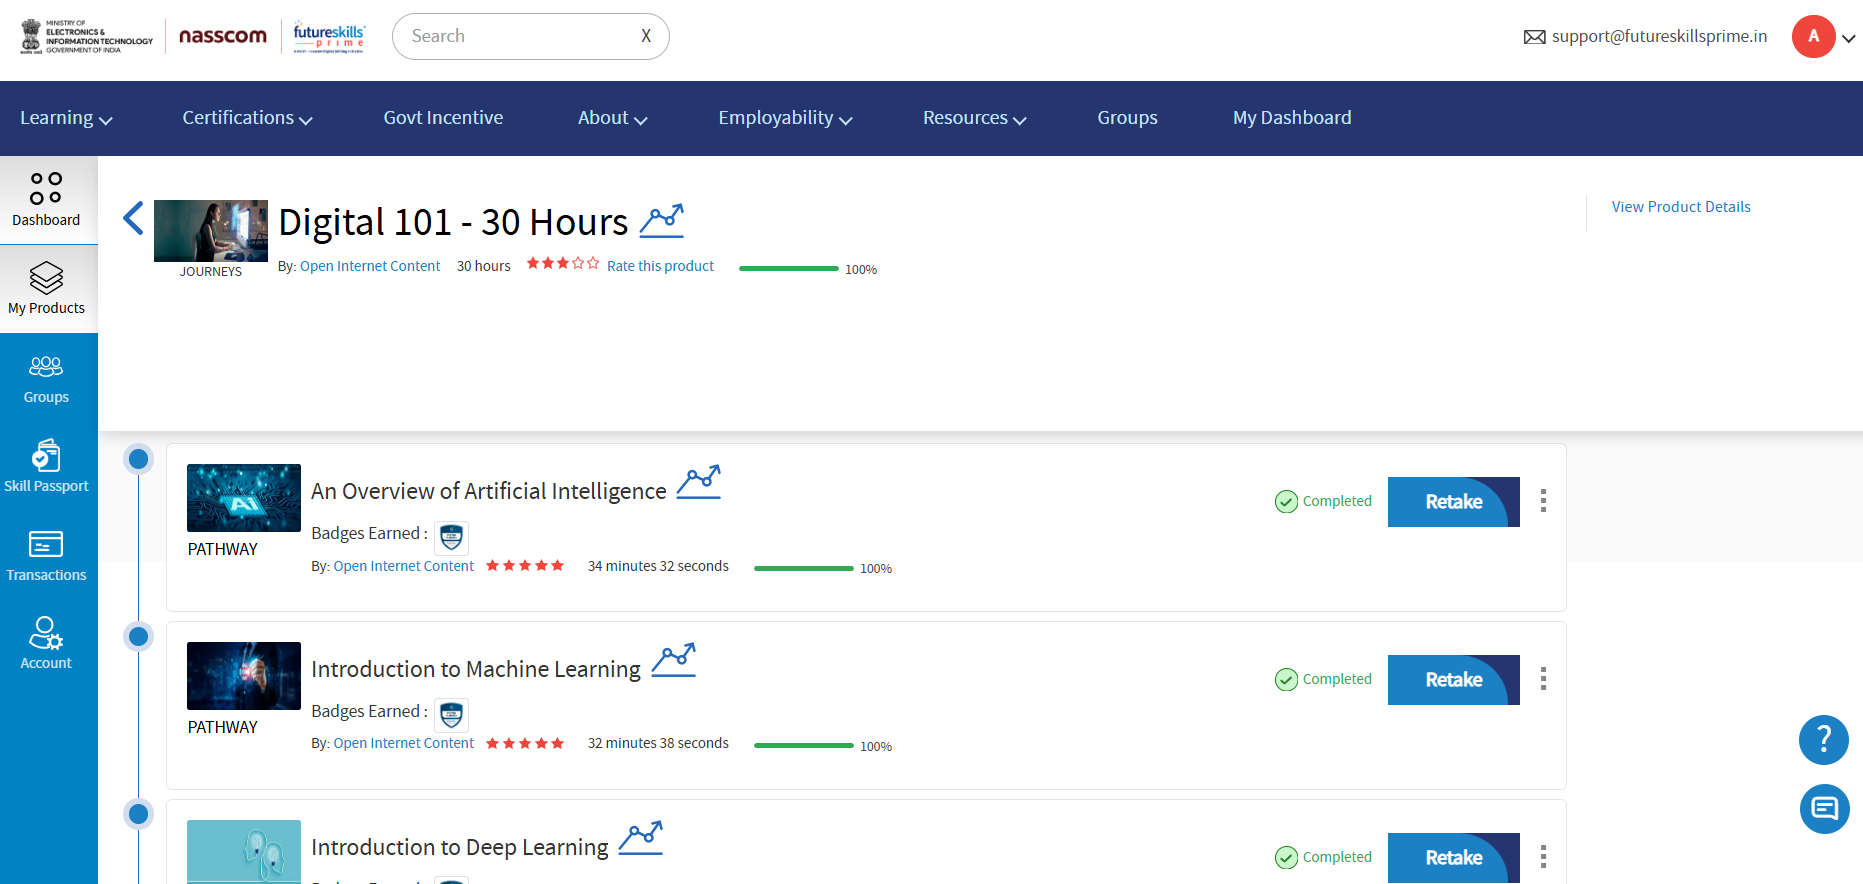 MINISTRY OF
ELECTRONICS &
INFORMATION TECHNOLOGY
GOVERNMENT OF INDIA
nasscom
futureskills
prime
Search X
support@futureskillsprime.in
A
Learning Certifications Govt Incentive About Employability Resources Groups My Dashboard
Dashboard
My Products
Groups
Skill Passport
Transactions
Account
JOURNEYS
Digital 101 - 30 Hours
By: Open Internet Content 30 hours Rate this product 100%
View Product Details
AI
PATHWAY
An Overview of Artificial Intelligence
Badges Earned :
By: Open Internet Content 34 minutes 32 seconds 100%
Completed Retake
PATHWAY
Introduction to Machine Learning
Badges Earned :
By: Open Internet Content 32 minutes 38 seconds 100%
Completed Retake
Introduction to Deep Learning
Completed Retake
?